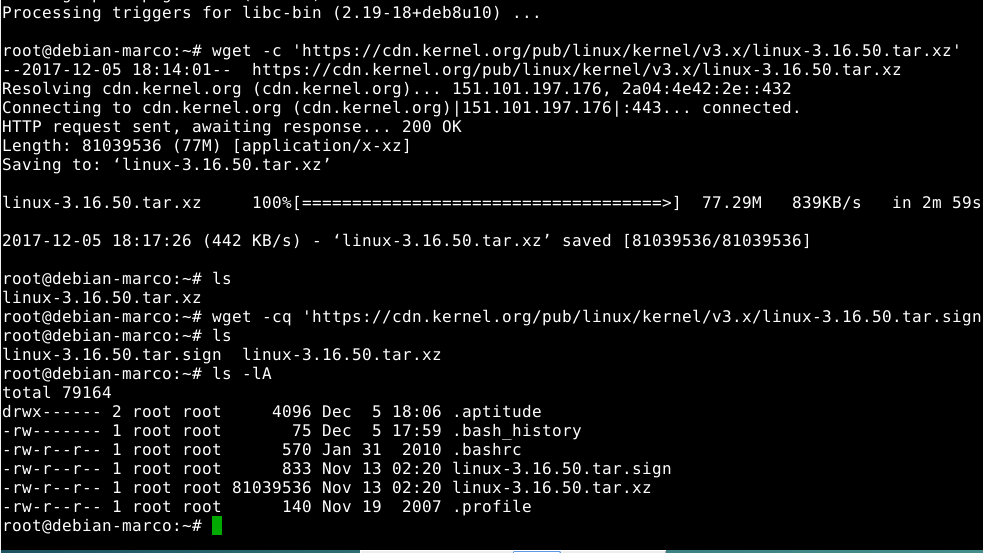 Processing triggers for libc-bin (2.19-18+deb8u10) ...
root@debian-marco:~# wget -c 'https://cdn.kernel.org/pub/linux/kernel/v3.x/linux-3.16.50.tar.xz'
--2017-12-05 18:14:01--  https://cdn.kernel.org/pub/linux/kernel/v3.x/linux-3.16.50.tar.xz
Resolving cdn.kernel.org (cdn.kernel.org)... 151.101.197.176, 2a04:4e42:2e::432
Connecting to cdn.kernel.org (cdn.kernel.org)|151.101.197.176|:443... connected.
HTTP request sent, awaiting response... 200 OK
Length: 81039536 (77M) [application/x-xz]
Saving to: ‘linux-3.16.50.tar.xz’
linux-3.16.50.tar.xz     100%[====================================>]  77.29M   839KB/s   in 2m 59s
2017-12-05 18:17:26 (442 KB/s) - ‘linux-3.16.50.tar.xz’ saved [81039536/81039536]
root@debian-marco:~# ls
linux-3.16.50.tar.xz
root@debian-marco:~# wget -cq 'https://cdn.kernel.org/pub/linux/kernel/v3.x/linux-3.16.50.tar.sign
root@debian-marco:~# ls
linux-3.16.50.tar.sign  linux-3.16.50.tar.xz
root@debian-marco:~# ls -lA
total 79164
drwx------ 2 root root     4096 Dec  5 18:06 .aptitude
-rw------- 1 root root       75 Dec  5 17:59 .bash_history
-rw-r--r-- 1 root root      570 Jan 31  2010 .bashrc
-rw-r--r-- 1 root root      833 Nov 13 02:20 linux-3.16.50.tar.sign
-rw-r--r-- 1 root root 81039536 Nov 13 02:20 linux-3.16.50.tar.xz
-rw-r--r-- 1 root root      140 Nov 19  2007 .profile
root@debian-marco:~#